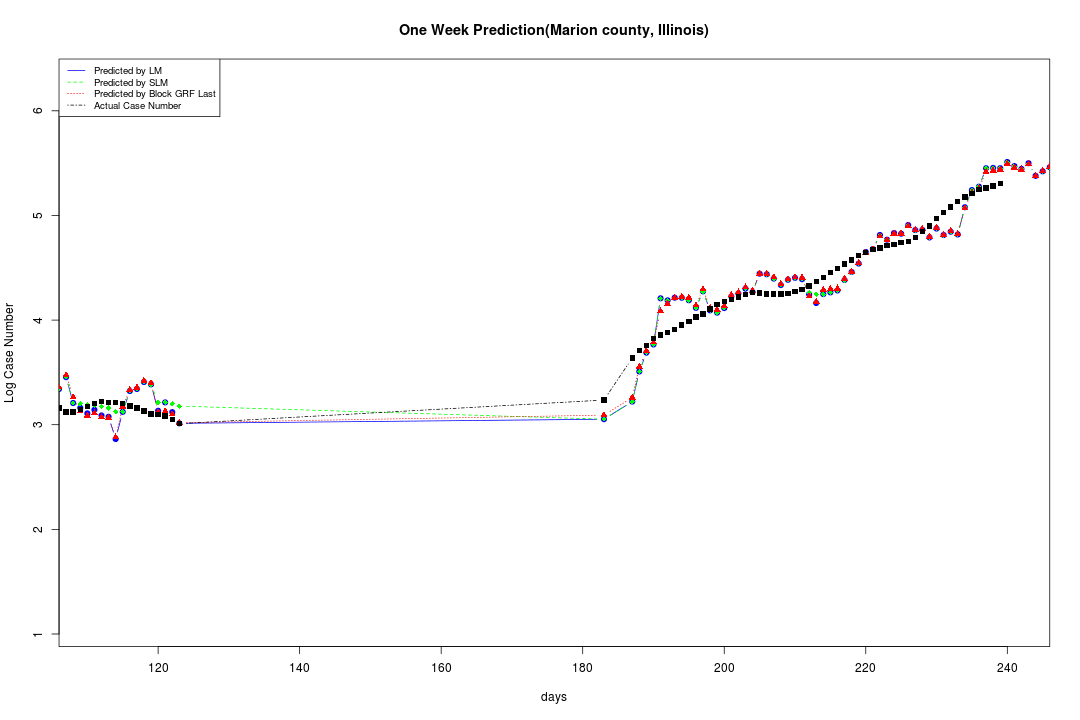 One Week Prediction(Marion county, Illinois)
Predicted by LM
Predicted by SLM
Predicted by Block GRF Last
Actual Case Number
Log Case Number
6
5
4
3
2
1
120 140 160 180 200 220 240
days